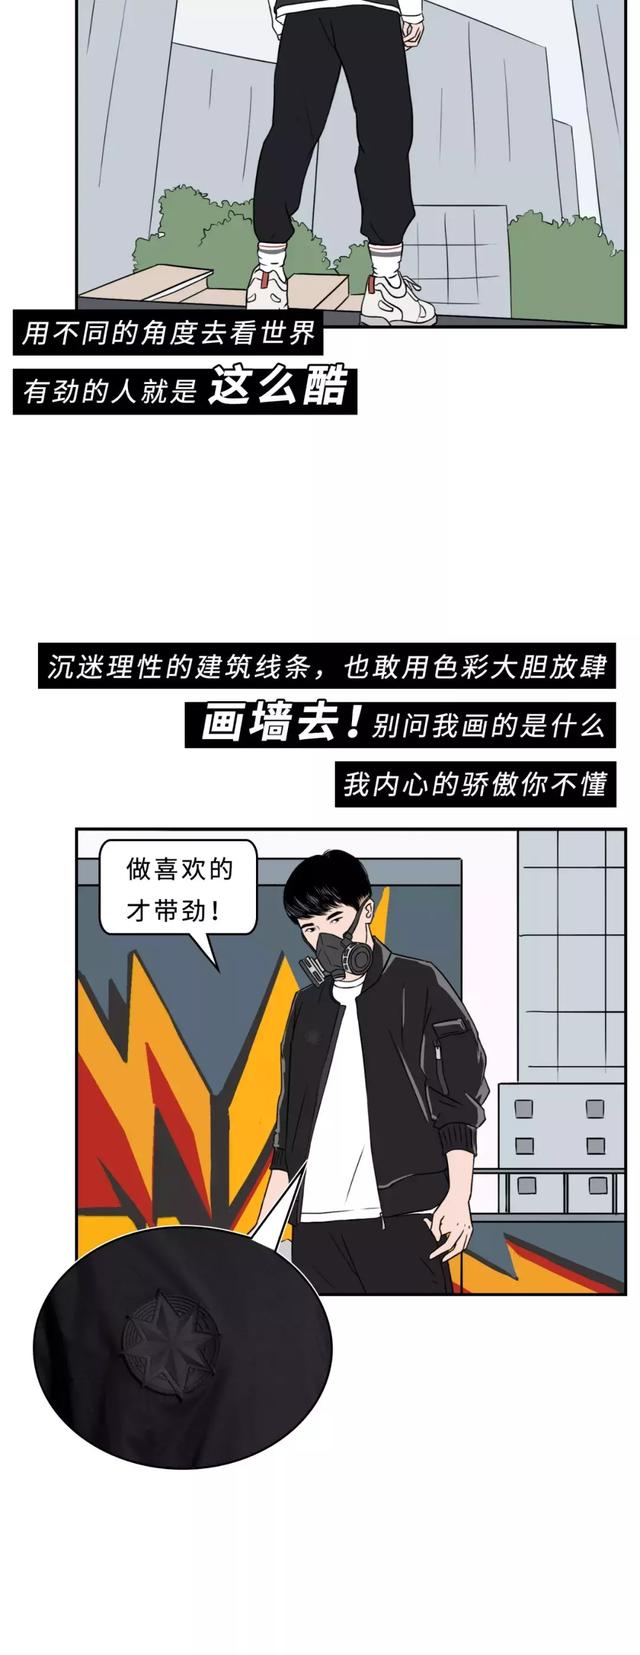 用不同的角度去看世界
有劲的人就是 这么酷
沉迷理性的建筑线条，也敢用色彩大胆放肆
画墙去！别问我画的是什么
我内心的骄傲你不懂
做喜欢的
才带劲！